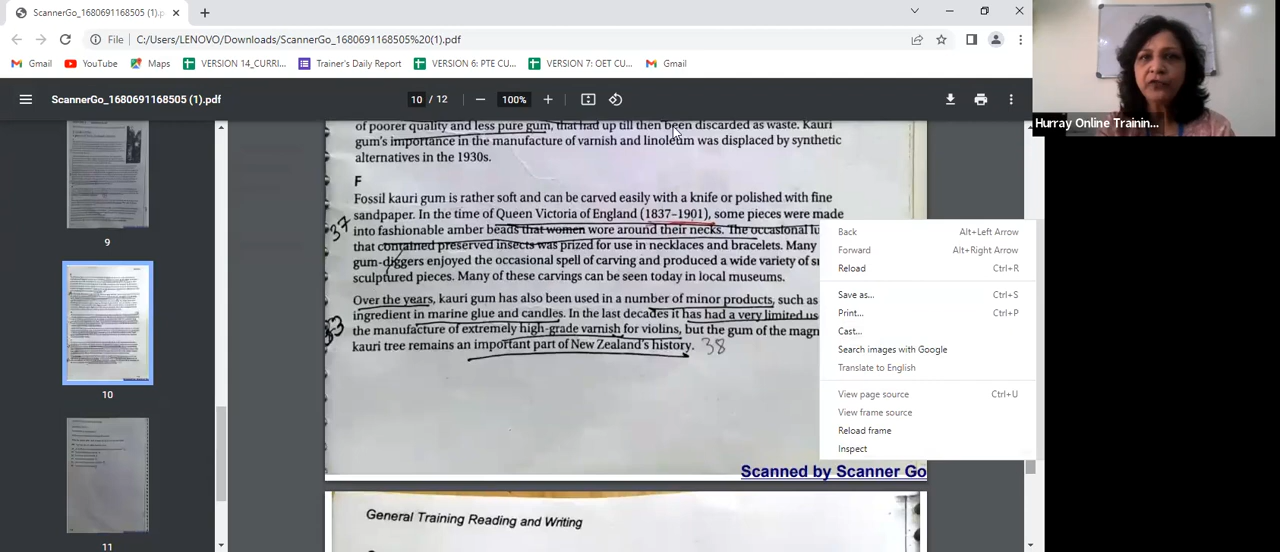 ScannerGo_1680691168505 (1).pdf
File
C:/Users/LENOVO/Downloads/ScannerGo_1680691168505%20(1).pdf
Gmail
YouTube
Maps
VERSION 14_CURRI...
Trainer's Daily Report
VERSION 6: PTE CU...
VERSION 7: OET CU...
Gmail
Hurray Online Trainin...
ScannerGo_1680691168505 (1).pdf
10 / 12
100%
9
10
11
of poorer quality and less pure gum, that had up till then been discarded as waste. Kauri
gum's importance in the manufacture of varnish and linoleum was displaced by synthetic
alternatives in the 1930s.
F
Fossil kauri gum is rather soft and can be carved easily with a knife or polished with fine
sandpaper. In the time of Queen Victoria of England (1837–1901), some pieces were made
37
into fashionable amber beads that women wore around their necks. The occasional lu
that contained preserved insects was prized for use in necklaces and bracelets. Many
gum-diggers enjoyed the occasional spell of carving and produced a wide variety of s
sculpted pieces. Many of these carvings can be seen today in local museums.
Over the years, kauri gum has also been used in a number of minor products, such as
ingredient in marine glue and candles. In the last decades it has had a very limited us
33
the manufacture of extremely high-grade varnish for violins, but the gum of the magn
kauri tree remains an important part of New Zealand's history. 38
Scanned by Scanner Go
General Training Reading and Writing
Back Alt+Left Arrow
Forward Alt+Right Arrow
Reload Ctrl+R
Save as... Ctrl+S
Print... Ctrl+P
Cast...
Search images with Google
Translate to English
View page source Ctrl+U
View frame source
Reload frame
Inspect